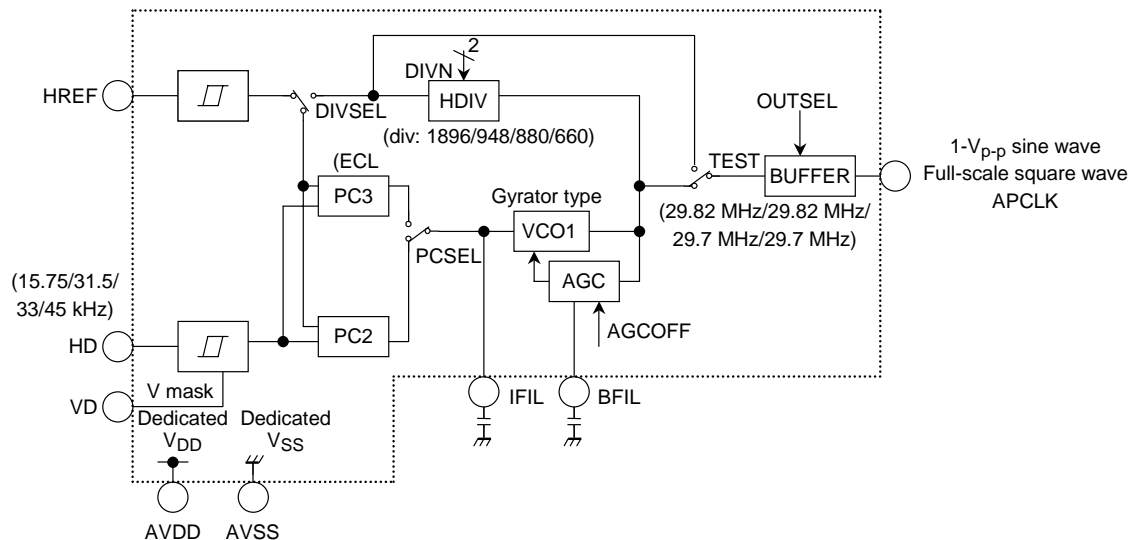 2
DIVN
HREF
DIVSEL
HDIV
OUTSEL
(div: 1896/948/880/660)
(ECL
PC3
TEST
BUFFER
1-Vp-p sine wave
Full-scale square wave
APCLK
Gyrator type
VCO1
(29.82 MHz/29.82 MHz/
29.7 MHz/29.7 MHz)
PCSEL
AGC
(15.75/31.5/
33/45 kHz)
AGCOFF
HD
PC2
V mask
VD
IFIL
BFIL
Dedicated
VDD
Dedicated
VSS
AVDD
AVSS